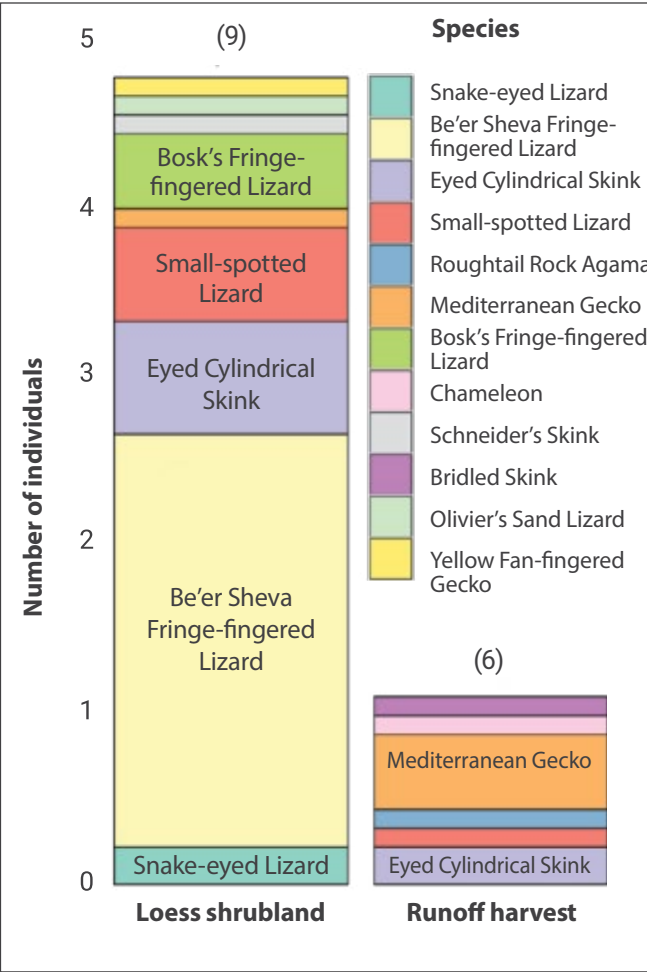 5
(9)
Species
Snake-eyed Lizard
Be'er Sheva Fringe-
fingered Lizard
Eyed Cylindrical Skink
Small-spotted Lizard
Roughtail Rock Agama
Mediterranean Gecko
Bosk's Fringe-fingered
Lizard
Chameleon
Schneider's Skink
Bridled Skink
Olivier's Sand Lizard
Yellow Fan-fingered
Gecko
Bosk's Fringe-
fingered Lizard
4
Small-spotted
Lizard
3
Eyed Cylindrical
Skink
Number of individuals
2
Be'er Sheva
Fringe-fingered
Lizard
(6)
1
Mediterranean Gecko
Snake-eyed Lizard
Eyed Cylindrical Skink
0
Loess shrubland
Runoff harvest